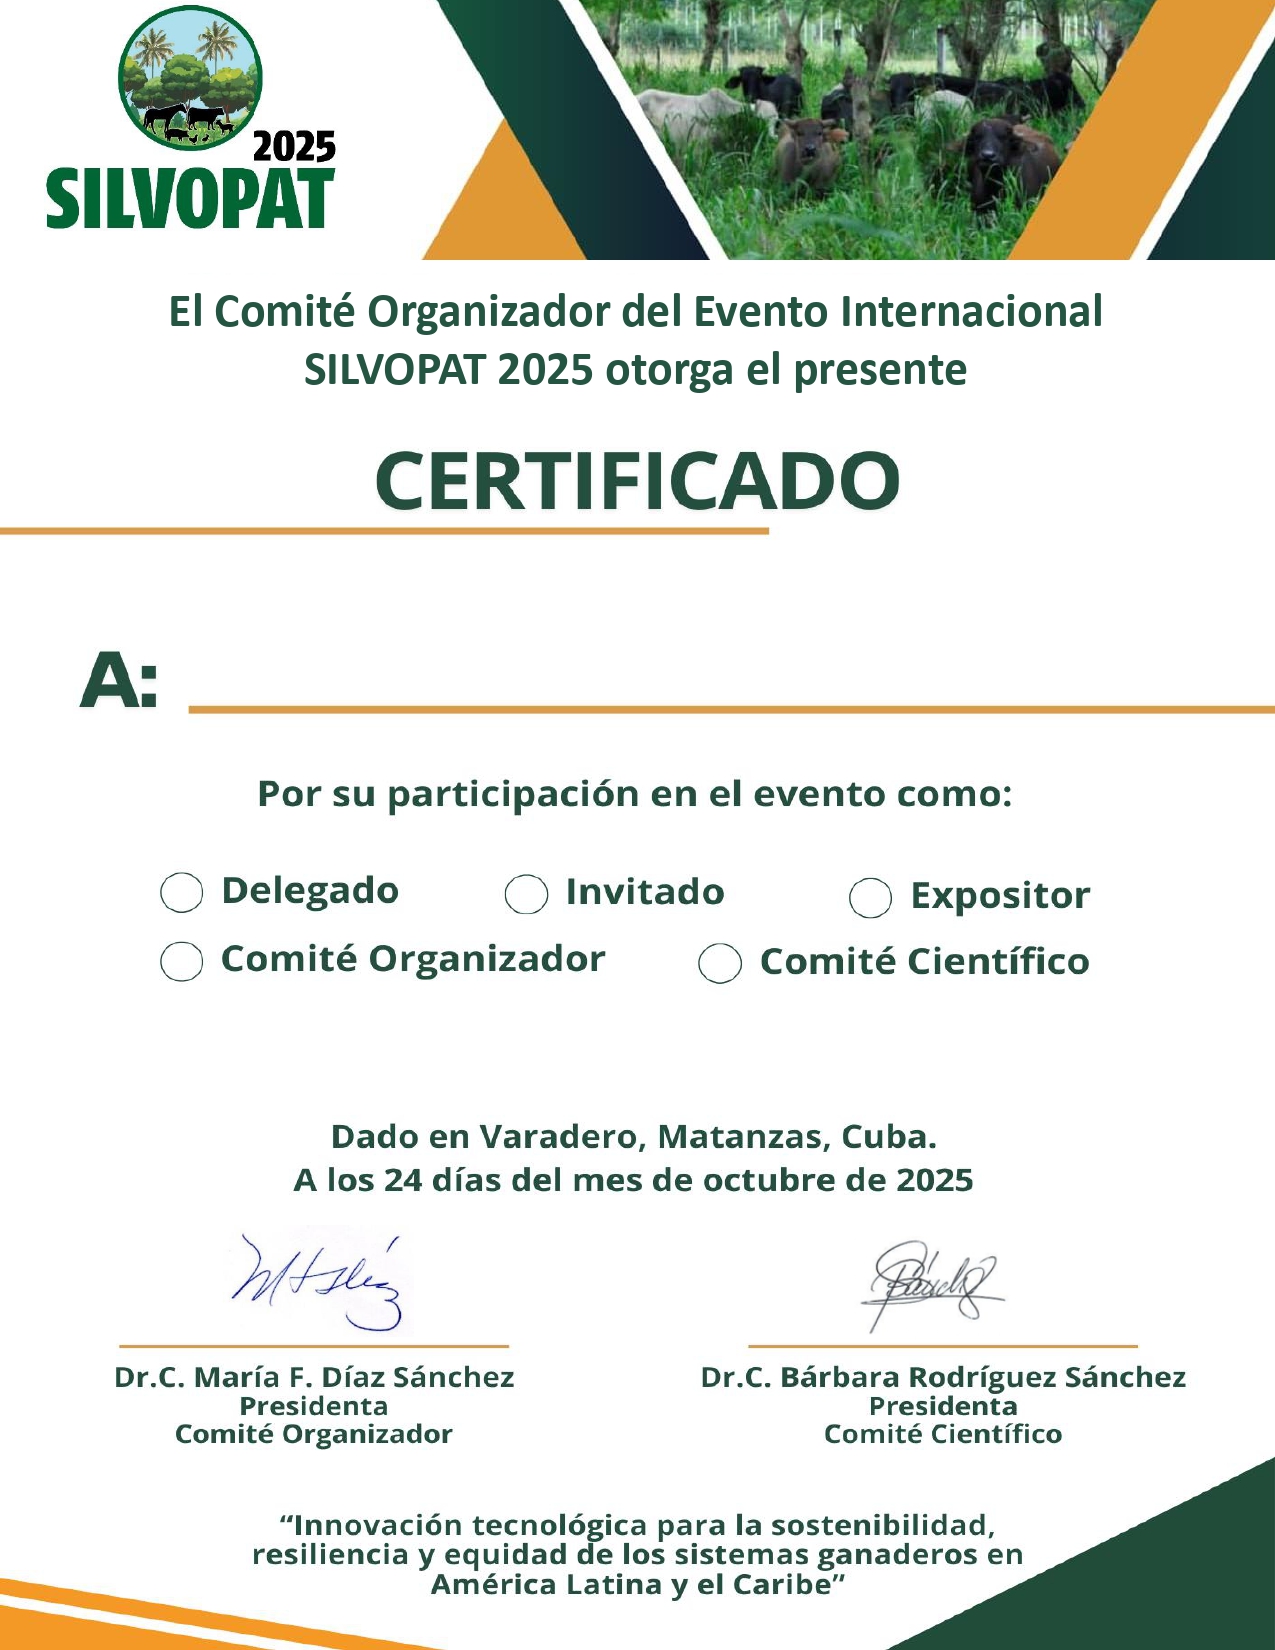 2025
SILVOPAT
El Comité Organizador del Evento Internacional
SILVOPAT 2025 otorga el presente
CERTIFICADO
A:
Por su participación en el evento como:
Delegado
Invitado
Expositor
Comité Organizador
Comité Científico
Dado en Varadero, Matanzas, Cuba.
A los 24 días del mes de octubre de 2025
Dr.C. María F. Díaz Sánchez
Presidenta
Comité Organizador
Dr.C. Bárbara Rodríguez Sánchez
Presidenta
Comité Científico
“Innovación tecnológica para la sostenibilidad,
resiliencia y equidad de los sistemas ganaderos en
América Latina y el Caribe”